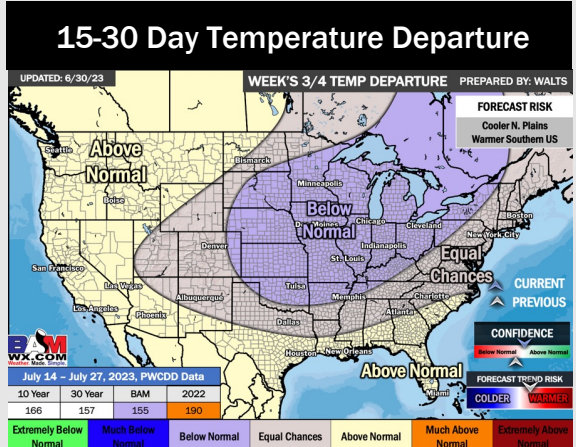 15-30 Day Temperature Departure
UPDATED: 6/30/23
WEEK'S 3/4 TEMP DEPARTURE
PREPARED BY: WALTS
FORECAST RISK
Cooler N. Plains
Warmer Southern US
Seattle
Above
Normal
Bismarck
Minneapolis
Boise
Below
Normal
Chicago
Cleveland
Boston
New York City
Denver
Indianapolis
St. Louis
Equal
Chances
San Francisco
Las Vegas
Tulsa
CURRENT
PREVIOUS
Los Angeles
Albuquerque
Memphis
Charlotte
Phoenix
Atlanta
Dallas
CONFIDENCE
Below Normal
Above Normal
BAM
WX.COM
Weather Made Simple.
Houston
New Orleans
Above Normal
Miami
FORECAST TREND RISK
COLDER
WARMER
July 14 – July 27, 2023, PWCDD Data
10 Year 30 Year BAM 2022
166 157 155 190
Extremely Below Normal
Much Below Normal
Below Normal
Equal Chances
Above Normal
Much Above Normal
Extremely Above Normal